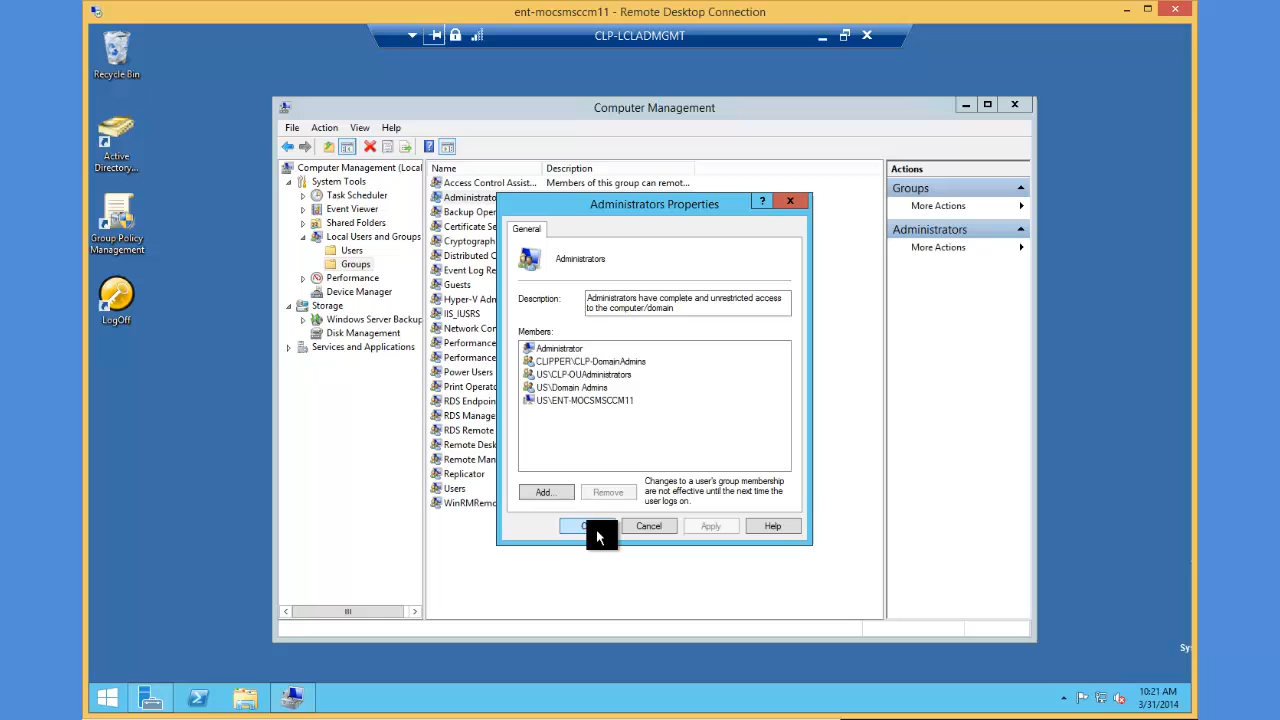 ent-mocsmsccm11 - Remote Desktop Connection
CLP-LCLADMGMT
Recycle Bin
Active
Directory...
Group Policy
Management
LogOff
Computer Management
File Action View Help
Computer Management (Local
System Tools
Task Scheduler
Event Viewer
Shared Folders
Local Users and Groups
Users
Groups
Performance
Device Manager
Storage
Windows Server Backup
Disk Management
Services and Applications
Name Description
Access Control Assist... Members of this group can remot...
Administrato
Backup Oper
Certificate Se
Cryptograph
Distributed C
Event Log Re
Guests
Hyper-V Adm
IIS_IUSRS
Network Con
Performance
Performance
Power Users
Print Operato
RDS Endpoin
RDS Manage
RDS Remote
Remote Desk
Remote Man
Replicator
Users
WinRMRemo
Administrators Properties
?
General
Administrators
Description: Administrators have complete and unrestricted access
to the computer/domain
Members:
Administrator
CLIPPER\CLP-DomainAdmins
US\CLP-OUAdministrators
US\Domain Admins
US\ENT-MOCSMSCCM11
Add... Remove
Changes to a user's group membership
are not effective until the next time the
user logs on.
Cancel Apply Help
Actions
Groups
More Actions
Administrators
More Actions
Sy
10:21 AM
3/31/2014